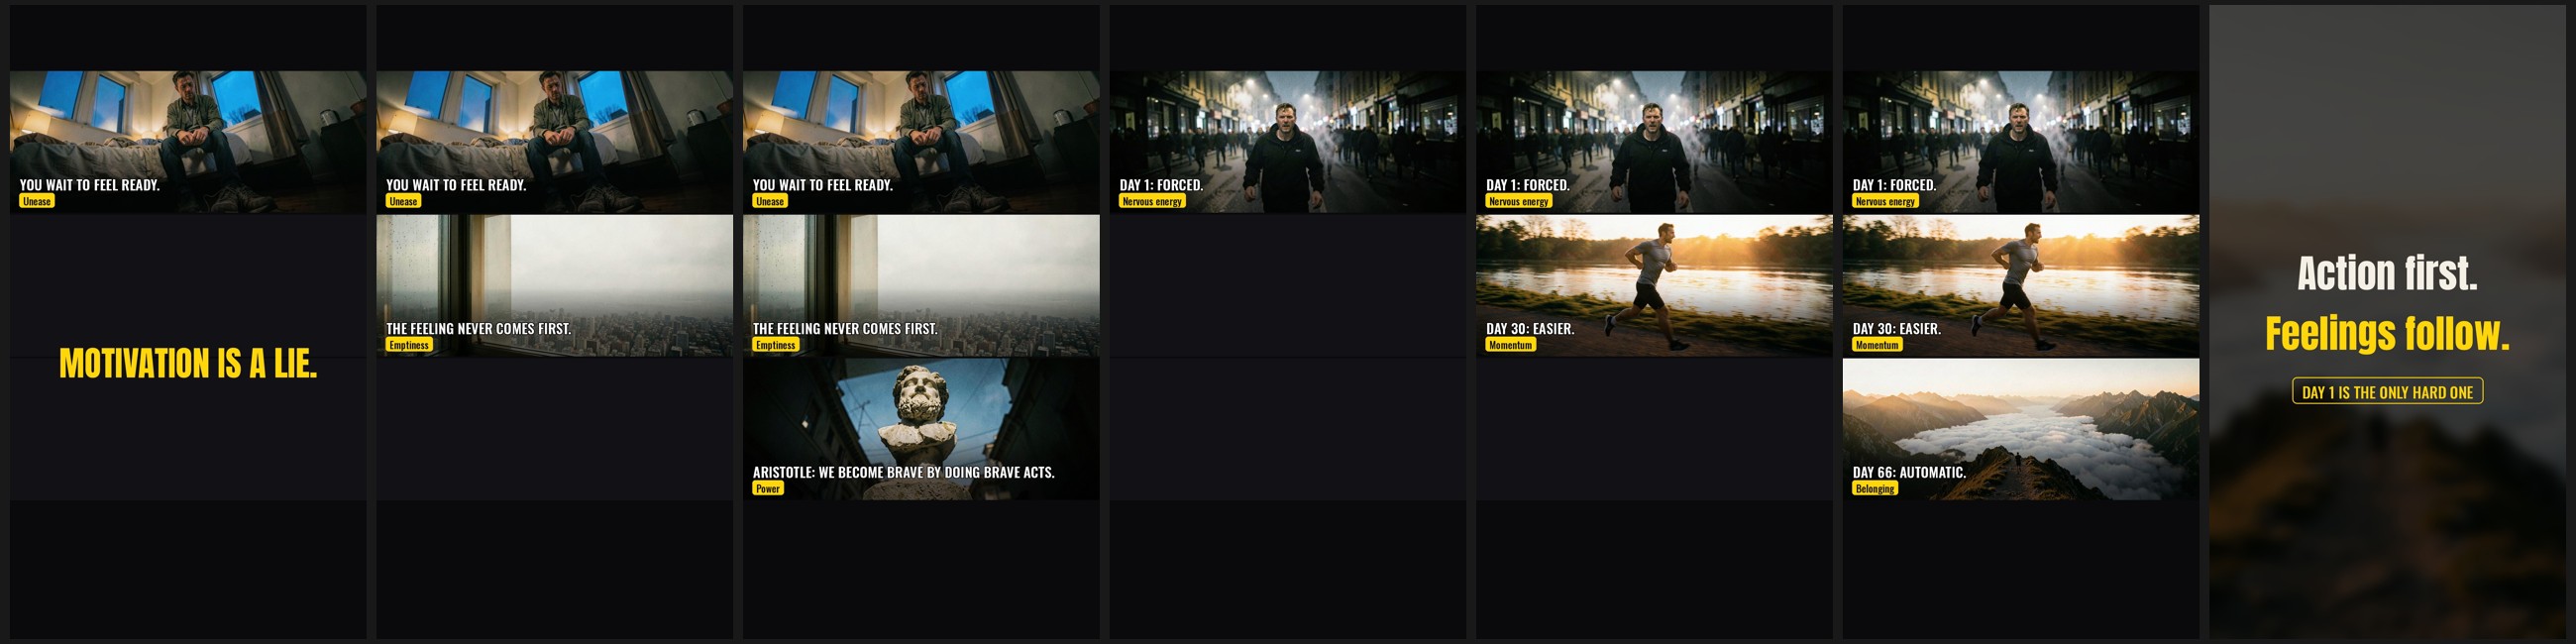 YOU WAIT TO FEEL READY.
Unease
MOTIVATION IS A LIE.
YOU WAIT TO FEEL READY.
Unease
THE FEELING NEVER COMES FIRST.
Emptiness
YOU WAIT TO FEEL READY.
Unease
THE FEELING NEVER COMES FIRST.
Emptiness
ARISTOTLE: WE BECOME BRAVE BY DOING BRAVE ACTS.
Power
DAY 1: FORCED.
Nervous energy
DAY 1: FORCED.
Nervous energy
DAY 30: EASIER.
Momentum
DAY 1: FORCED.
Nervous energy
DAY 30: EASIER.
Momentum
DAY 66: AUTOMATIC.
Belonging
Action first.
Feelings follow.
DAY 1 IS THE ONLY HARD ONE